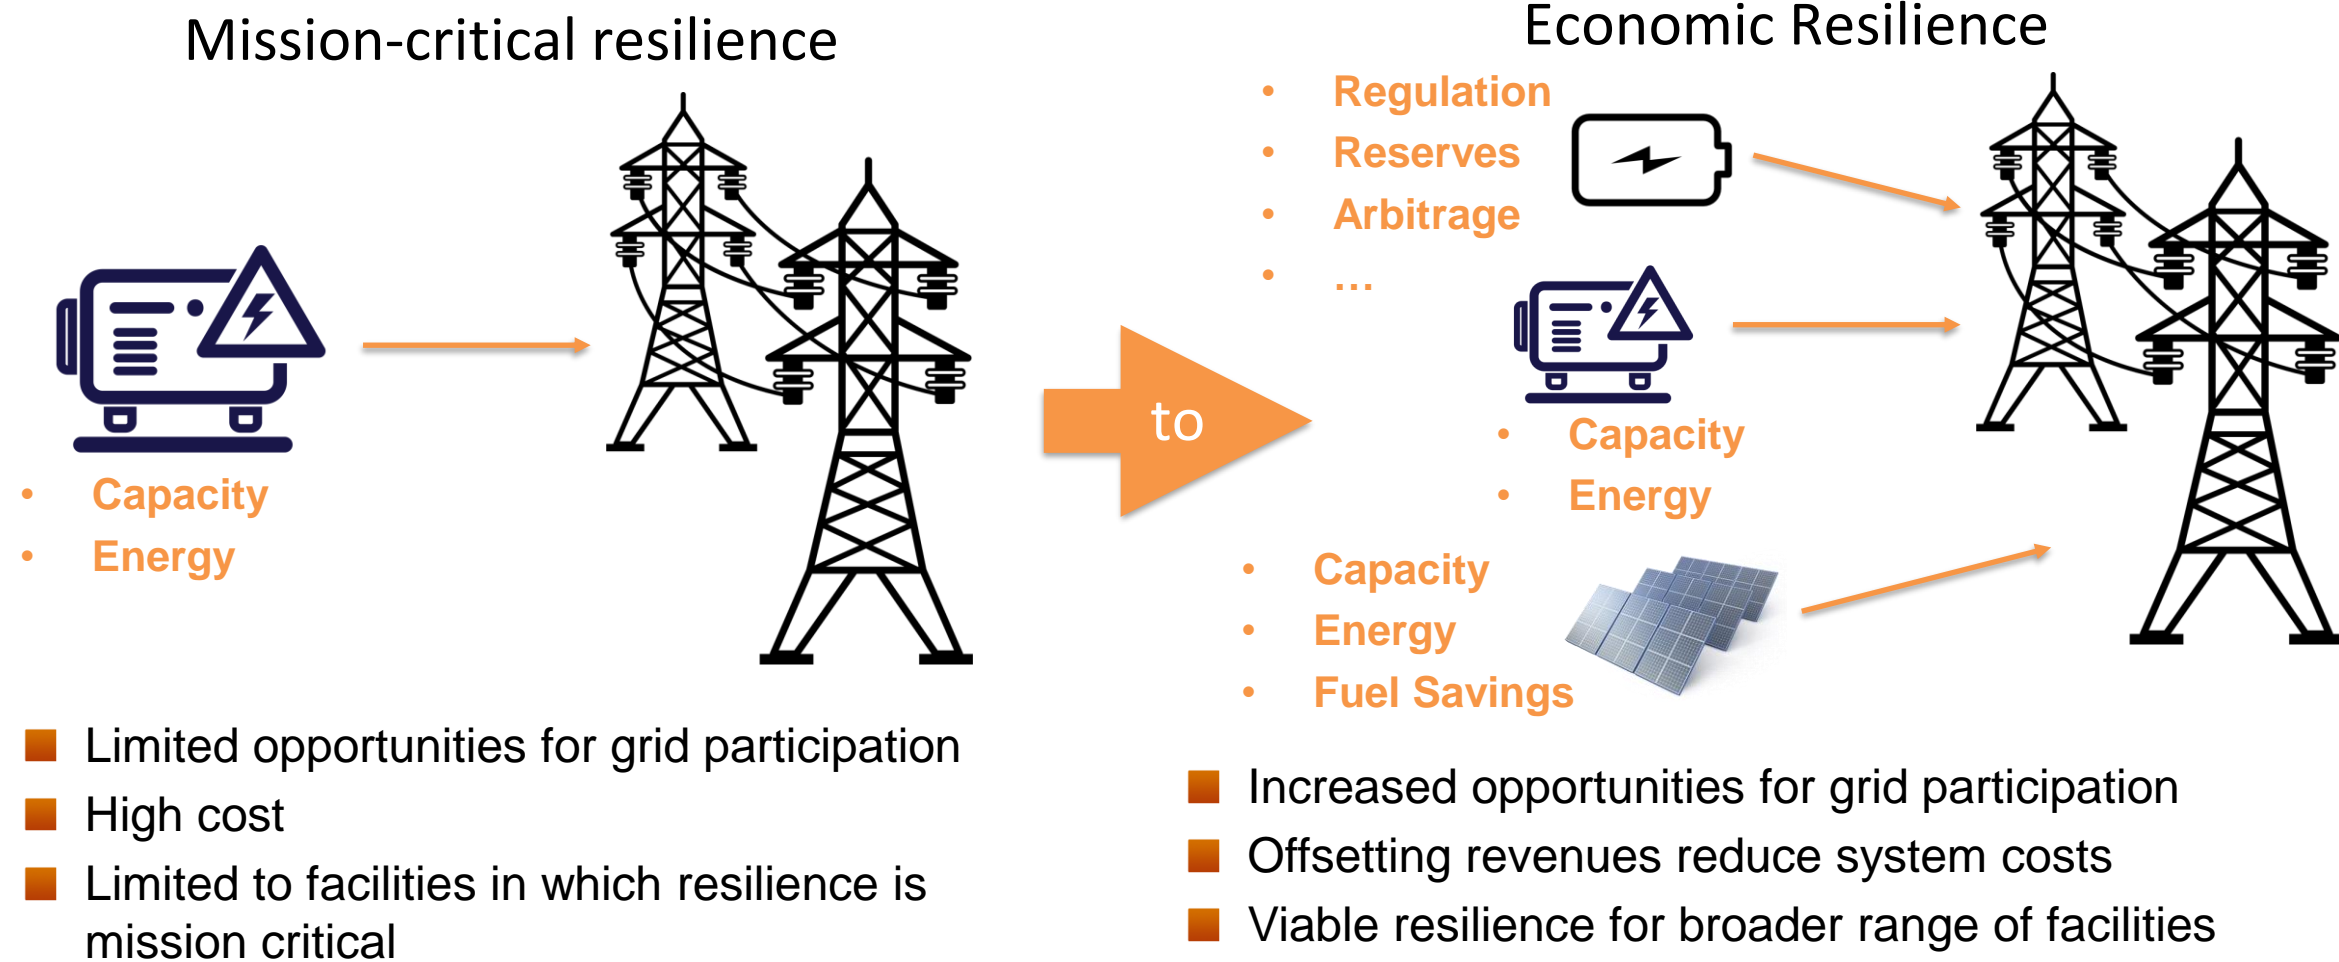 Mission-critical resilience
• Capacity
• Energy
■ Limited opportunities for grid participation
■ High cost
■ Limited to facilities in which resilience is
mission critical
to
Economic Resilience
• Regulation
• Reserves
• Arbitrage
• ...
• Capacity
• Energy
• Capacity
• Energy
• Fuel Savings
■ Increased opportunities for grid participation
■ Offsetting revenues reduce system costs
■ Viable resilience for broader range of facilities